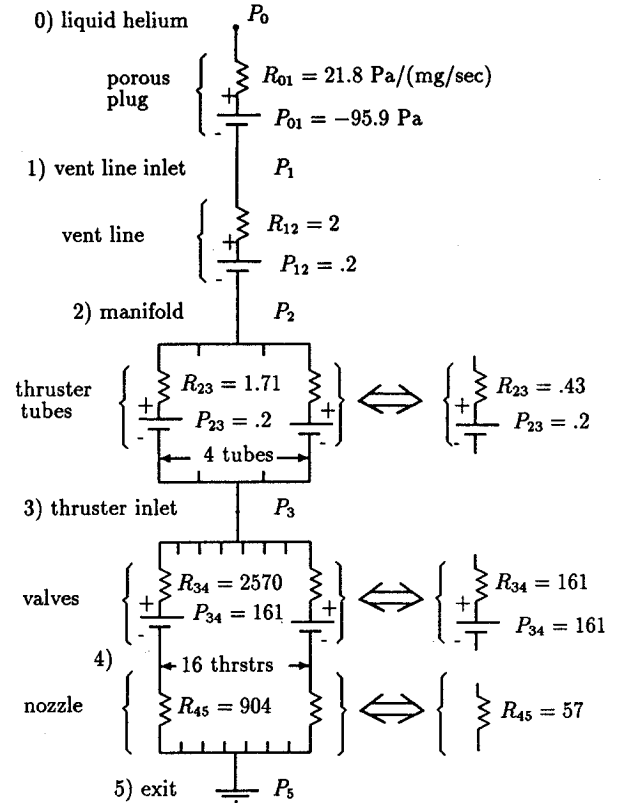 0) liquid helium P₀
porous plug
R₀₁ = 21.8 Pa/(mg/sec)
+
P₀₁ = −95.9 Pa
-
1) vent line inlet P₁
vent line
R₁₂ = 2
+
P₁₂ = .2
-
2) manifold P₂
thruster tubes
R₂₃ = 1.71
+
P₂₃ = .2
+
-
-
4 tubes
R₂₃ = .43
+
P₂₃ = .2
-
3) thruster inlet P₃
valves
R₃₄ = 2570
+
P₃₄ = 161
+
-
-
R₃₄ = 161
+
P₃₄ = 161
-
4)
16 thrstrs
nozzle
R₄₅ = 904
R₄₅ = 57
5) exit P₅